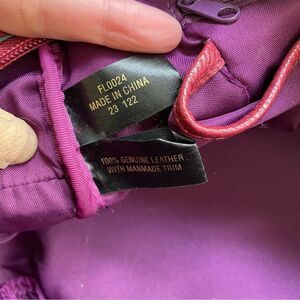 FL0024
MADE IN CHINA
23 122
100% GENUINE LEATHER
WITH MANMADE TRIM